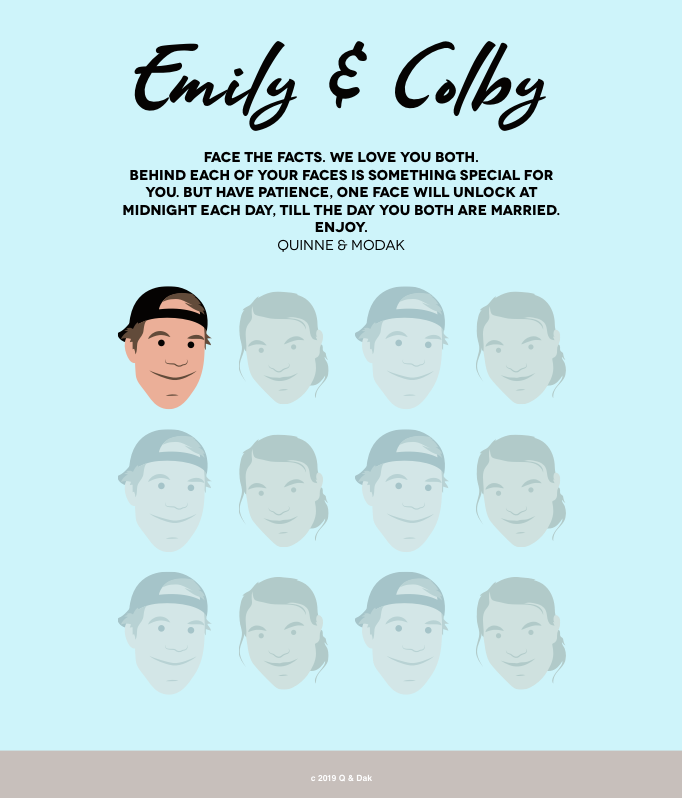 Emily & Colby
FACE THE FACTS. WE LOVE YOU BOTH.
BEHIND EACH OF YOUR FACES IS SOMETHING SPECIAL FOR
YOU. BUT HAVE PATIENCE, ONE FACE WILL UNLOCK AT
MIDNIGHT EACH DAY, TILL THE DAY YOU BOTH ARE MARRIED.
ENJOY.
QUINNE & MODAK
c 2019 Q & Dak